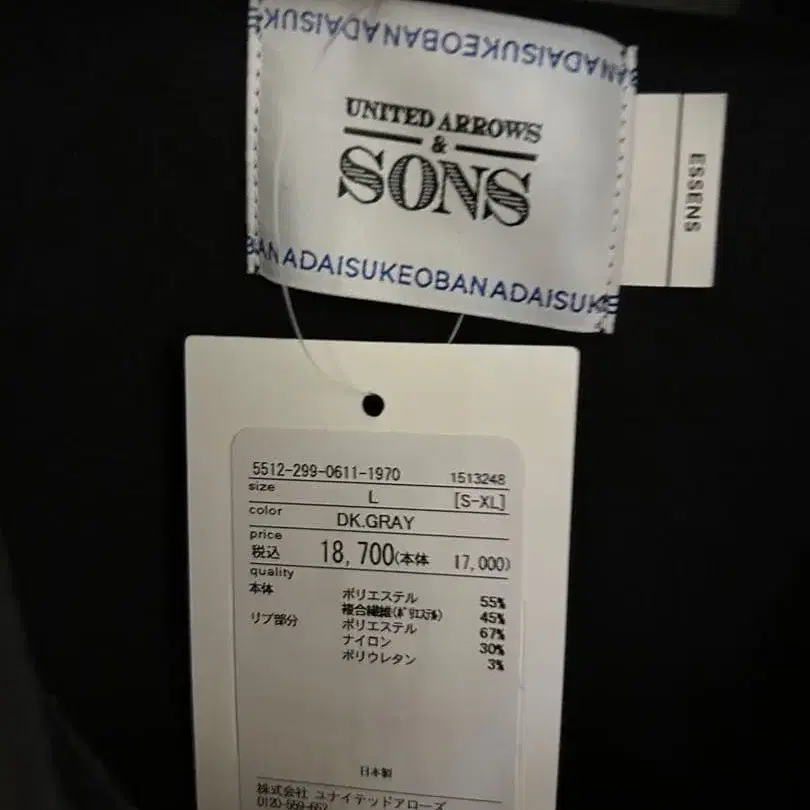 ꓘNUSIAƎOVNAႧOƎꓘNUSIAƎOVNA
UNITED ARROWS
&
SONS
BANADAISUKEOBANADAISUKE
ESSENS
5512-299-0611-1970 1513248
size L [S-XL]
color DK.GRAY
price
税込 18,700(本体 17,000)
quality
本体 ポリエステル 55%
複合繊維(ポリエステル) 45%
リブ部分 ポリエステル 67%
ナイロン 30%
ポリウレタン 3%
日本製
株式会社 ユナイテッドアローズ
0120-559-652